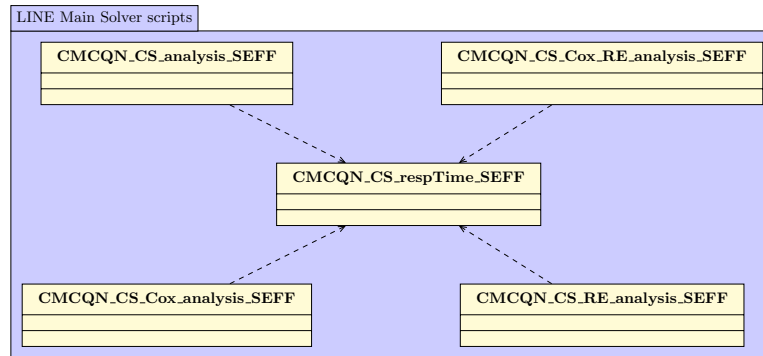 LINE Main Solver scripts
CMCQN_CS_analysis_SEFF
CMCQN_CS_Cox_RE_analysis_SEFF
CMCQN_CS_respTime_SEFF
CMCQN_CS_Cox_analysis_SEFF
CMCQN_CS_RE_analysis_SEFF